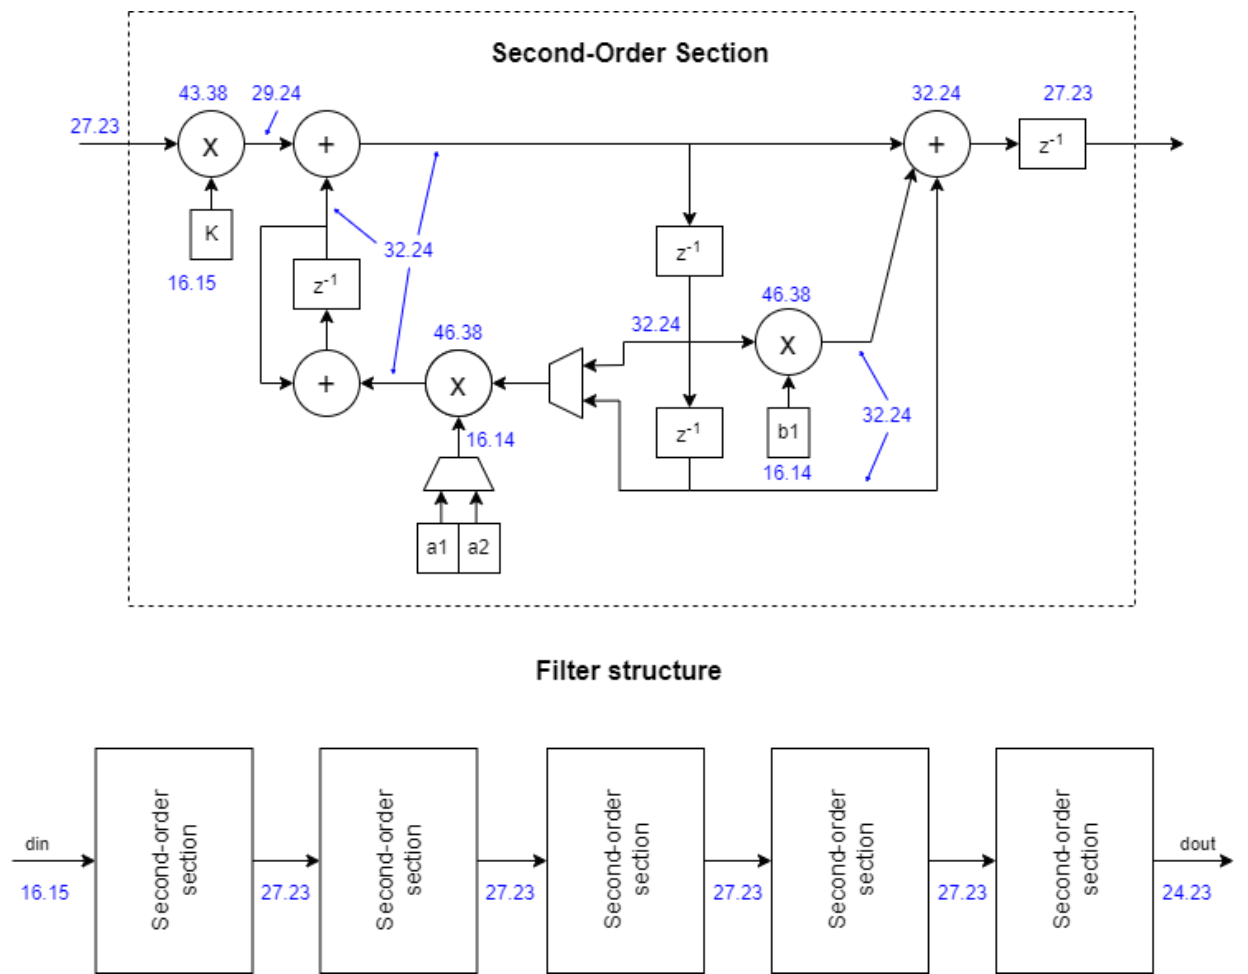 Second-Order Section
43.38
29.24
32.24
27.23
27.23
X
+
+
z-1
K
16.15
32.24
z-1
z-1
46.38
32.24
46.38
X
+
X
32.24
z-1
b1
16.14
16.14
a1
a2
Filter structure
din
16.15
Second-order
section
27.23
Second-order
section
27.23
Second-order
section
27.23
Second-order
section
27.23
Second-order
section
dout
24.23